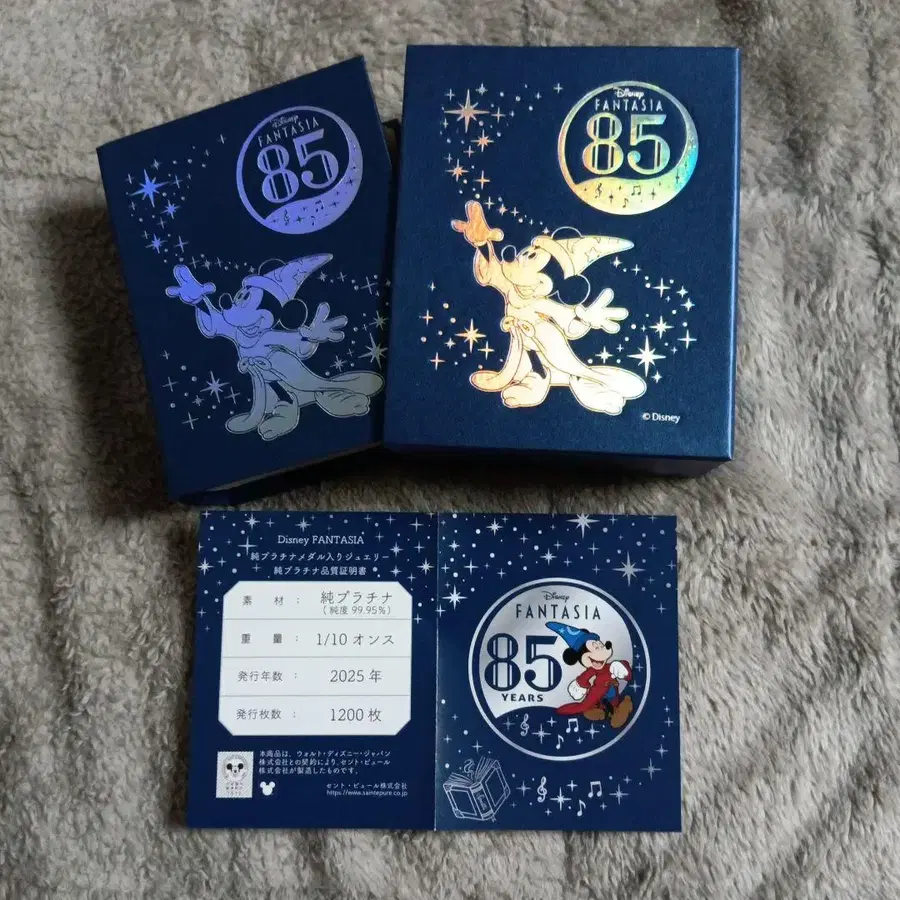 Disney
FANTASIA
85
Disney
FANTASIA
85
© Disney
Disney FANTASIA
純プラチナメダル入りジュエリー
純プラチナ品質証明書
素 材 : 純プラチナ
(純度 99.95%)
重 量 : 1/10 オンス
発行年数 : 2025 年
発行枚数 : 1200 枚
本商品は、ウォルト・ディズニー・ジャパン
株式会社との契約により、セント・ピュール
株式会社が製造したものです。
セント・ピュール株式会社
https://www.saintepure.co.jp
Disney
FANTASIA
85
YEARS